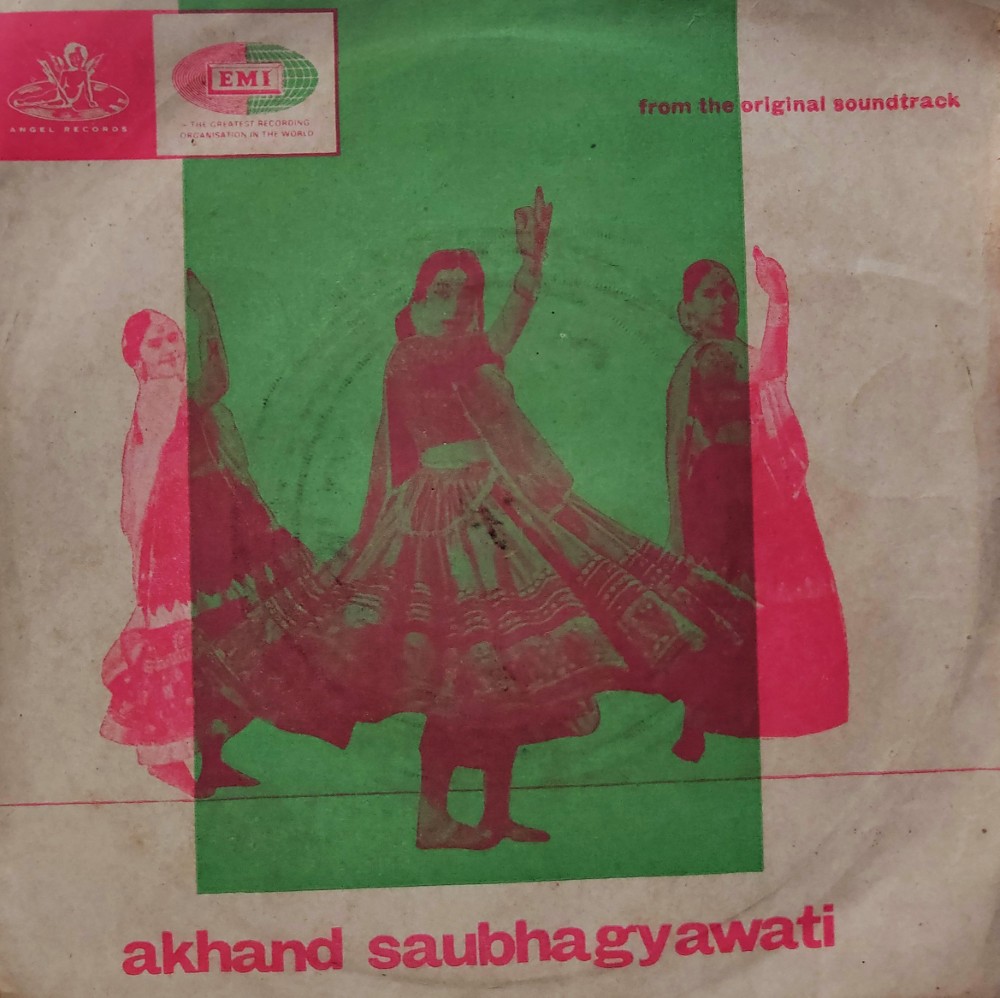 ANGEL RECORDS
EMI
THE GREATEST RECORDING
ORGANISATION IN THE WORLD
from the original soundtrack
akhand saubhagyawati